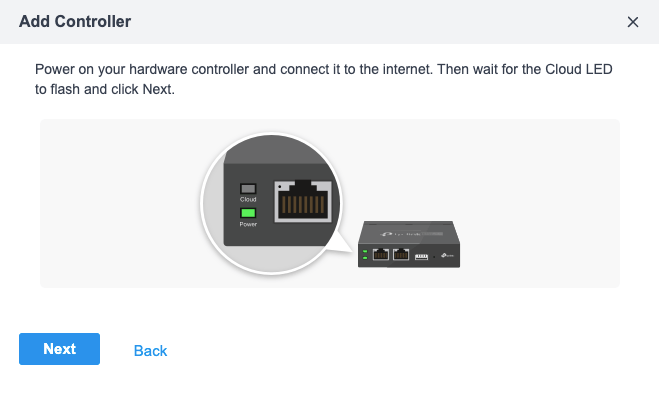 Add Controller
Power on your hardware controller and connect it to the internet. Then wait for the Cloud LED
to flash and click Next.
Cloud
Power
Next
Back